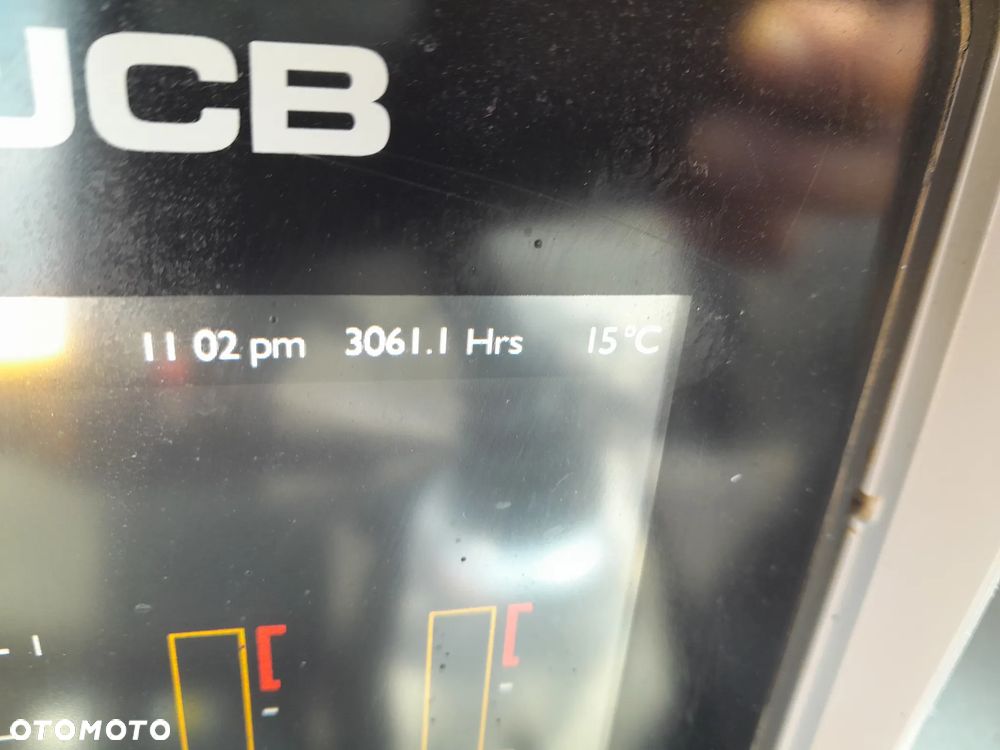 JCB
11 02 pm 3061.1 Hrs 15°C
OTOMOTO